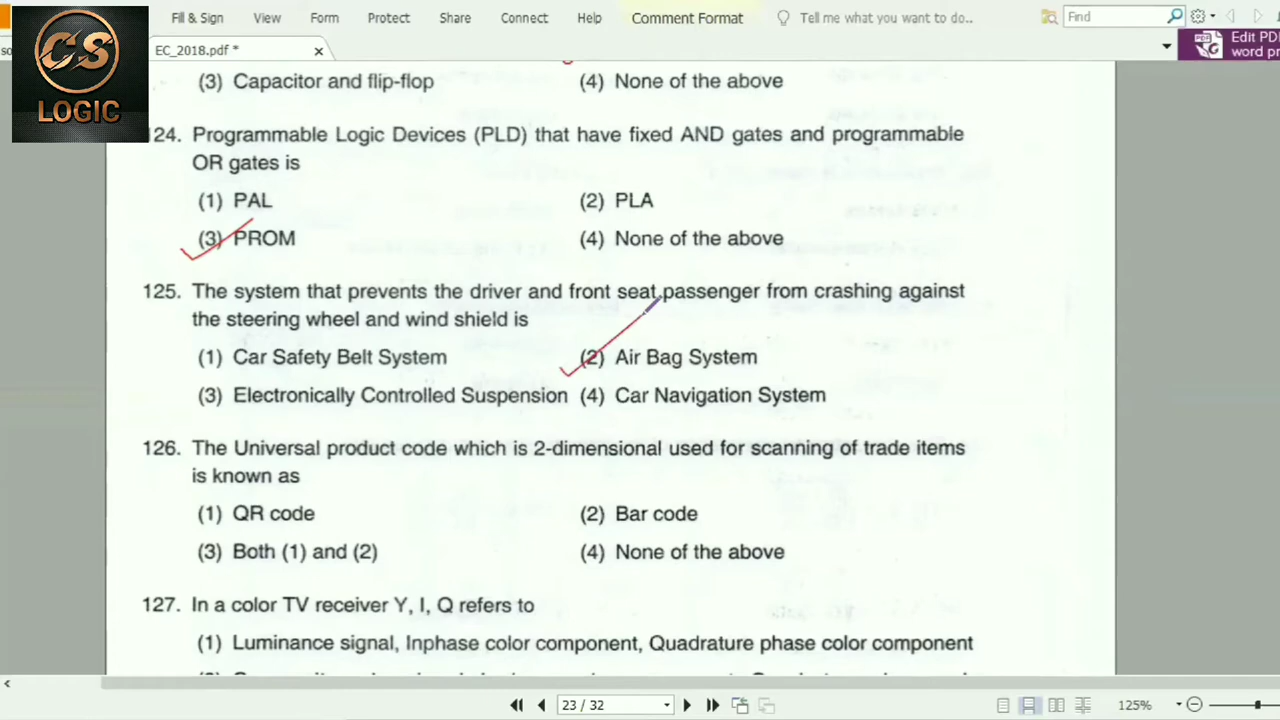 Fill & Sign View Form Protect Share Connect Help Comment Format Tell me what you want to do.. Find
CS
LOGIC
EC_2018.pdf *
Edit PD
word pr
(3) Capacitor and flip-flop (4) None of the above
124. Programmable Logic Devices (PLD) that have fixed AND gates and programmable
OR gates is
(1) PAL (2) PLA
(3) PROM (4) None of the above
125. The system that prevents the driver and front seat passenger from crashing against
the steering wheel and wind shield is
(1) Car Safety Belt System (2) Air Bag System
(3) Electronically Controlled Suspension (4) Car Navigation System
126. The Universal product code which is 2-dimensional used for scanning of trade items
is known as
(1) QR code (2) Bar code
(3) Both (1) and (2) (4) None of the above
127. In a color TV receiver Y, I, Q refers to
(1) Luminance signal, Inphase color component, Quadrature phase color component
23 / 32 125%